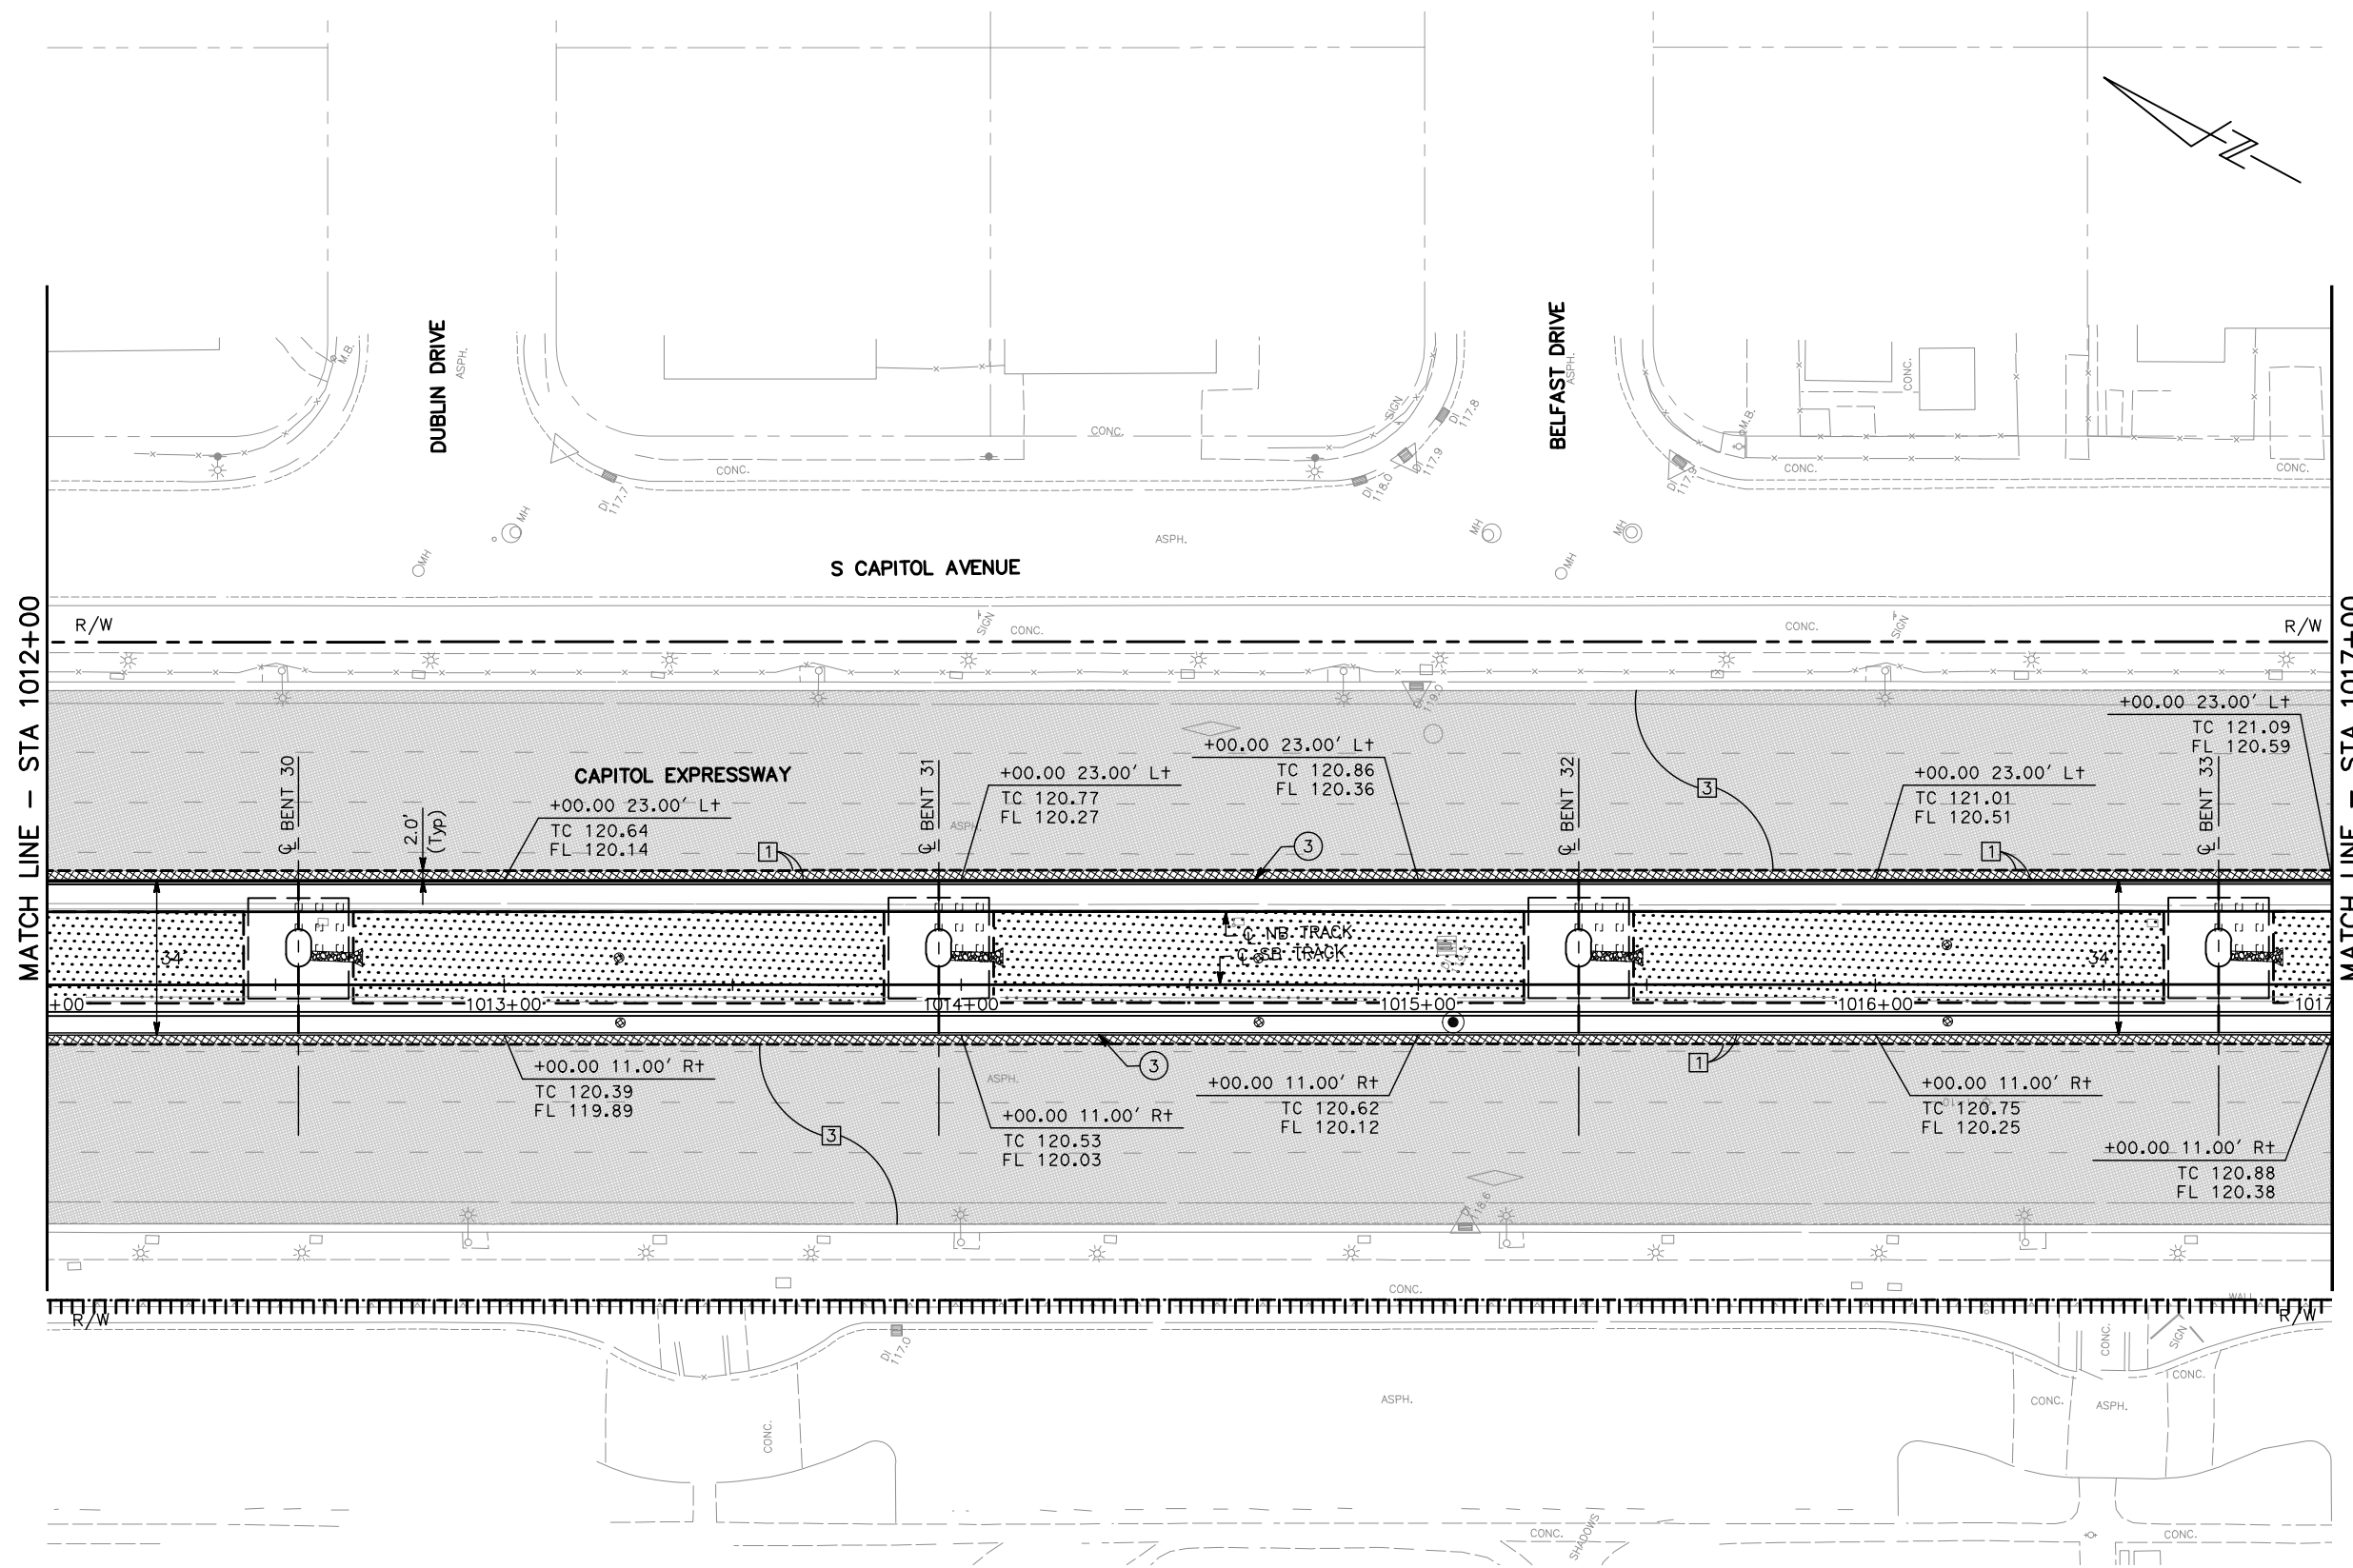 M.B.
DUBLIN DRIVE
ASPH.
BELFAST DRIVE
ASPH.
CONC.
SIGN
CONC.
DI
117.8
DI
117.9
DI
118.0
M.B.
DI
117.9
CONC.
CONC.
CONC.
DI
117.7
MH
MH
MH
MH
MH
ASPH.
S CAPITOL AVENUE
MATCH LINE – STA 1012+00
MATCH LINE – STA 1017+00
R/W
SIGN
CONC.
CONC.
SIGN
R/W
DI
119.0
+00.00 23.00' Lt
TC 121.09
FL 120.59
+00.00 23.00' Lt
TC 120.86
FL 120.36
CAPITOL EXPRESSWAY
+00.00 23.00' Lt
TC 120.64
FL 120.14
+00.00 23.00' Lt
TC 120.77
FL 120.27
+00.00 23.00' Lt
TC 121.01
FL 120.51
℄ BENT 30
℄ BENT 31
℄ BENT 32
℄ BENT 33
2.0'
(Typ)
ASPH.
3
1
3
1
34'
℄ NB TRACK
℄ SB TRACK
34'
+00
1013+00
1014+00
1015+00
1016+00
1017
+00.00 11.00' Rt
TC 120.39
FL 119.89
ASPH.
3
1
+00.00 11.00' Rt
TC 120.53
FL 120.03
+00.00 11.00' Rt
TC 120.62
FL 120.12
+00.00 11.00' Rt
TC 120.75
FL 120.25
+00.00 11.00' Rt
TC 120.88
FL 120.38
3
DI
118.6
CONC.
WALL
R/W
R/W
DI
117.0
CONC.
SIGN
CONC.
ASPH.
CONC.
ASPH.
CONC.
CONC.
SHADOWS
CONC.